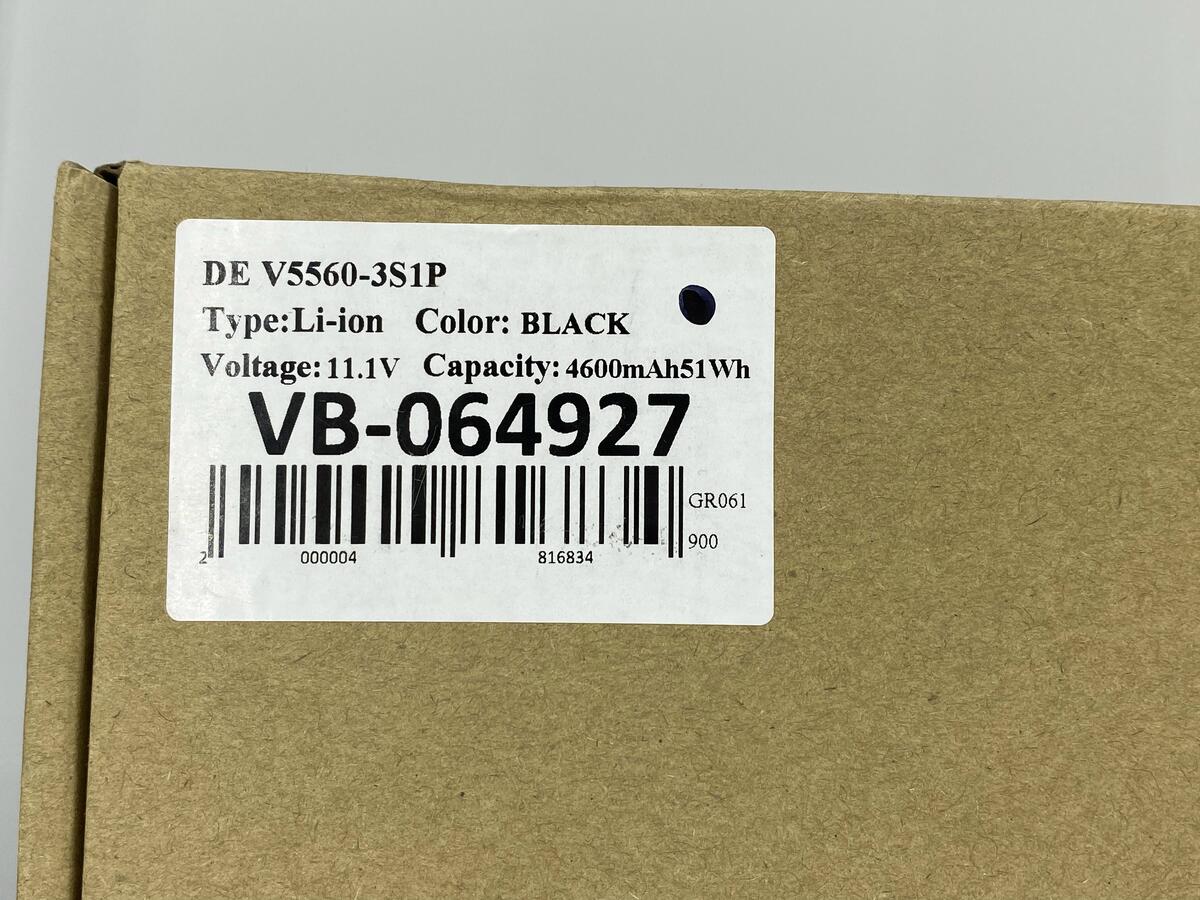 DE V5560-3S1P
Type:Li-ion Color: BLACK
Voltage: 11.1V Capacity: 4600mAh51Wh
VB-064927
GR061
900
2 000004 816834